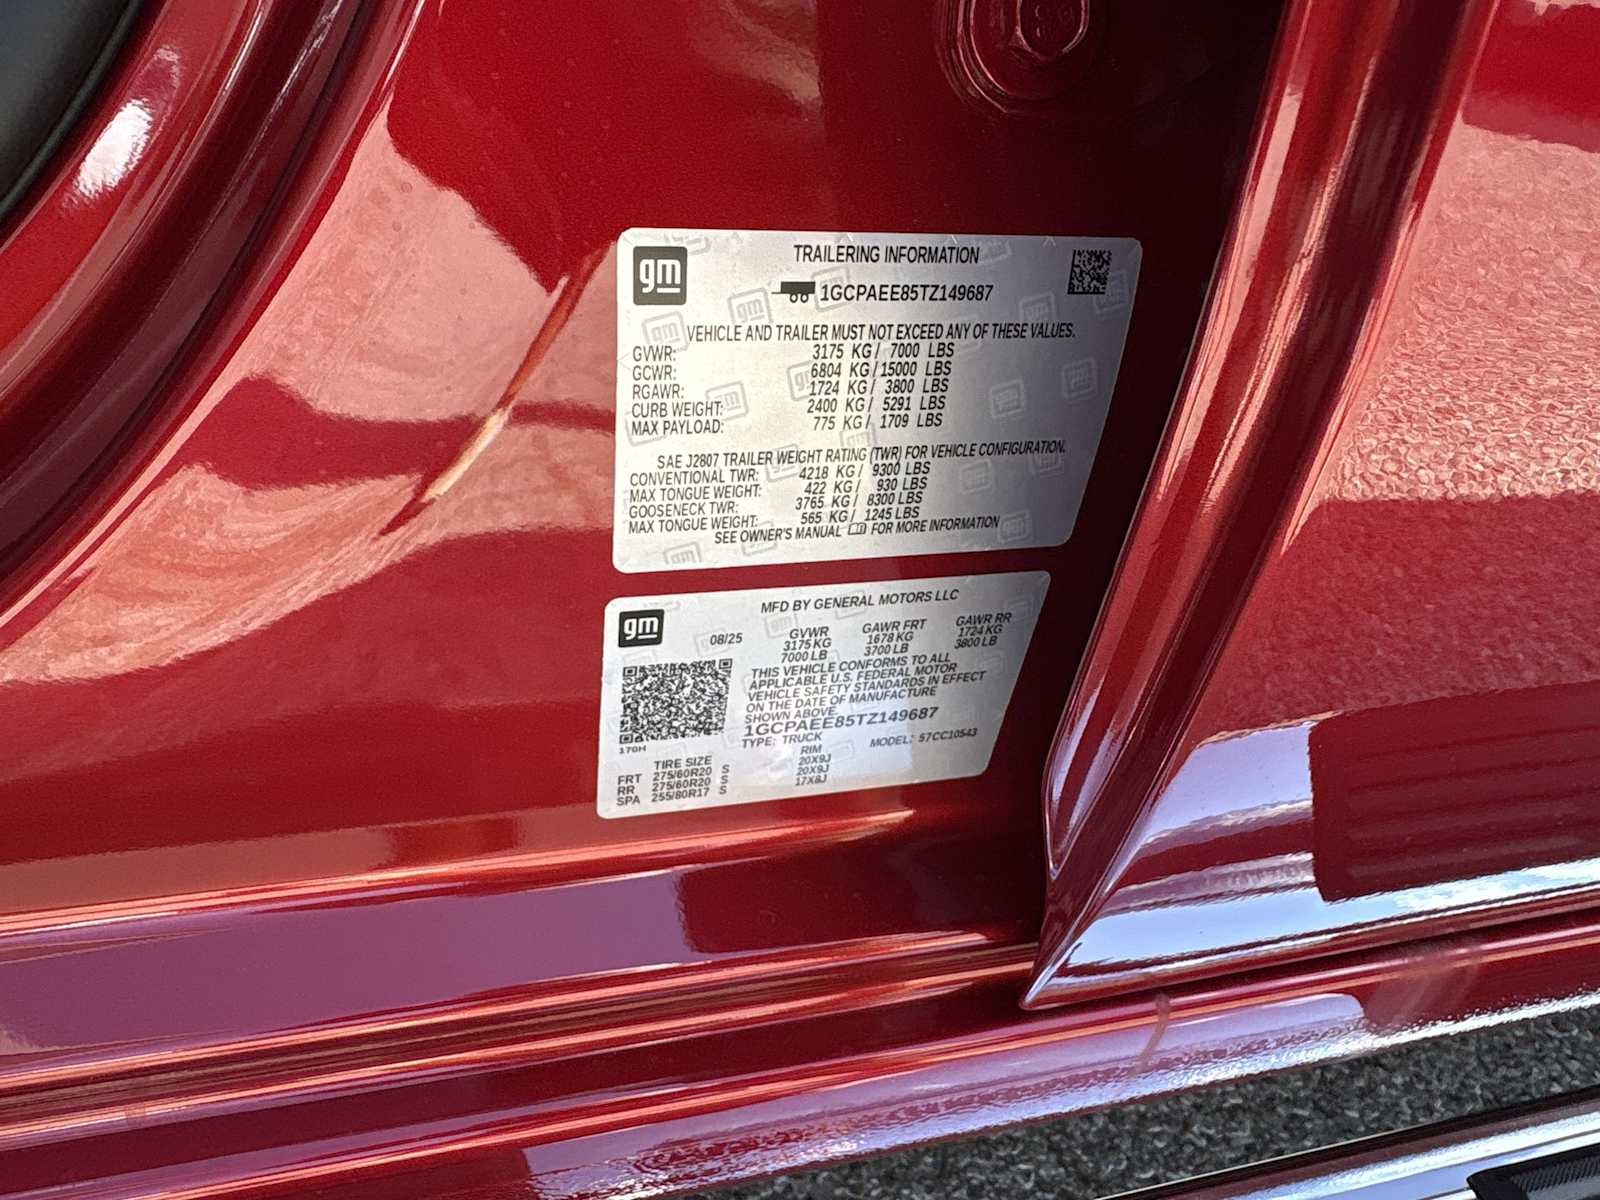 gm
TRAILERING INFORMATION
1GCPAEE85TZ149687
VEHICLE AND TRAILER MUST NOT EXCEED ANY OF THESE VALUES.
GVWR: 3175 KG / 7000 LBS
GCWR: 6804 KG / 15000 LBS
RGAWR: 1724 KG / 3800 LBS
CURB WEIGHT: 2400 KG / 5291 LBS
MAX PAYLOAD: 775 KG / 1709 LBS
SAE J2807 TRAILER WEIGHT RATING (TWR) FOR VEHICLE CONFIGURATION.
CONVENTIONAL TWR: 4218 KG / 9300 LBS
MAX TONGUE WEIGHT: 422 KG / 930 LBS
GOOSENECK TWR: 3765 KG / 8300 LBS
MAX TONGUE WEIGHT: 565 KG / 1245 LBS
SEE OWNER'S MANUAL FOR MORE INFORMATION
gm
MFD BY GENERAL MOTORS LLC
08/25 GVWR GAWR FRT GAWR RR
3175 KG 1678 KG 1724 KG
7000 LB 3700 LB 3800 LB
THIS VEHICLE CONFORMS TO ALL
APPLICABLE U.S. FEDERAL MOTOR
VEHICLE SAFETY STANDARDS IN EFFECT
ON THE DATE OF MANUFACTURE
SHOWN ABOVE.
1GCPAEE85TZ149687
TYPE: TRUCK MODEL: 57CC10543
170H
TIRE SIZE RIM
FRT 275/60R20 S 20X9J
RR 275/60R20 S 20X9J
SPA 255/80R17 S 17X8J